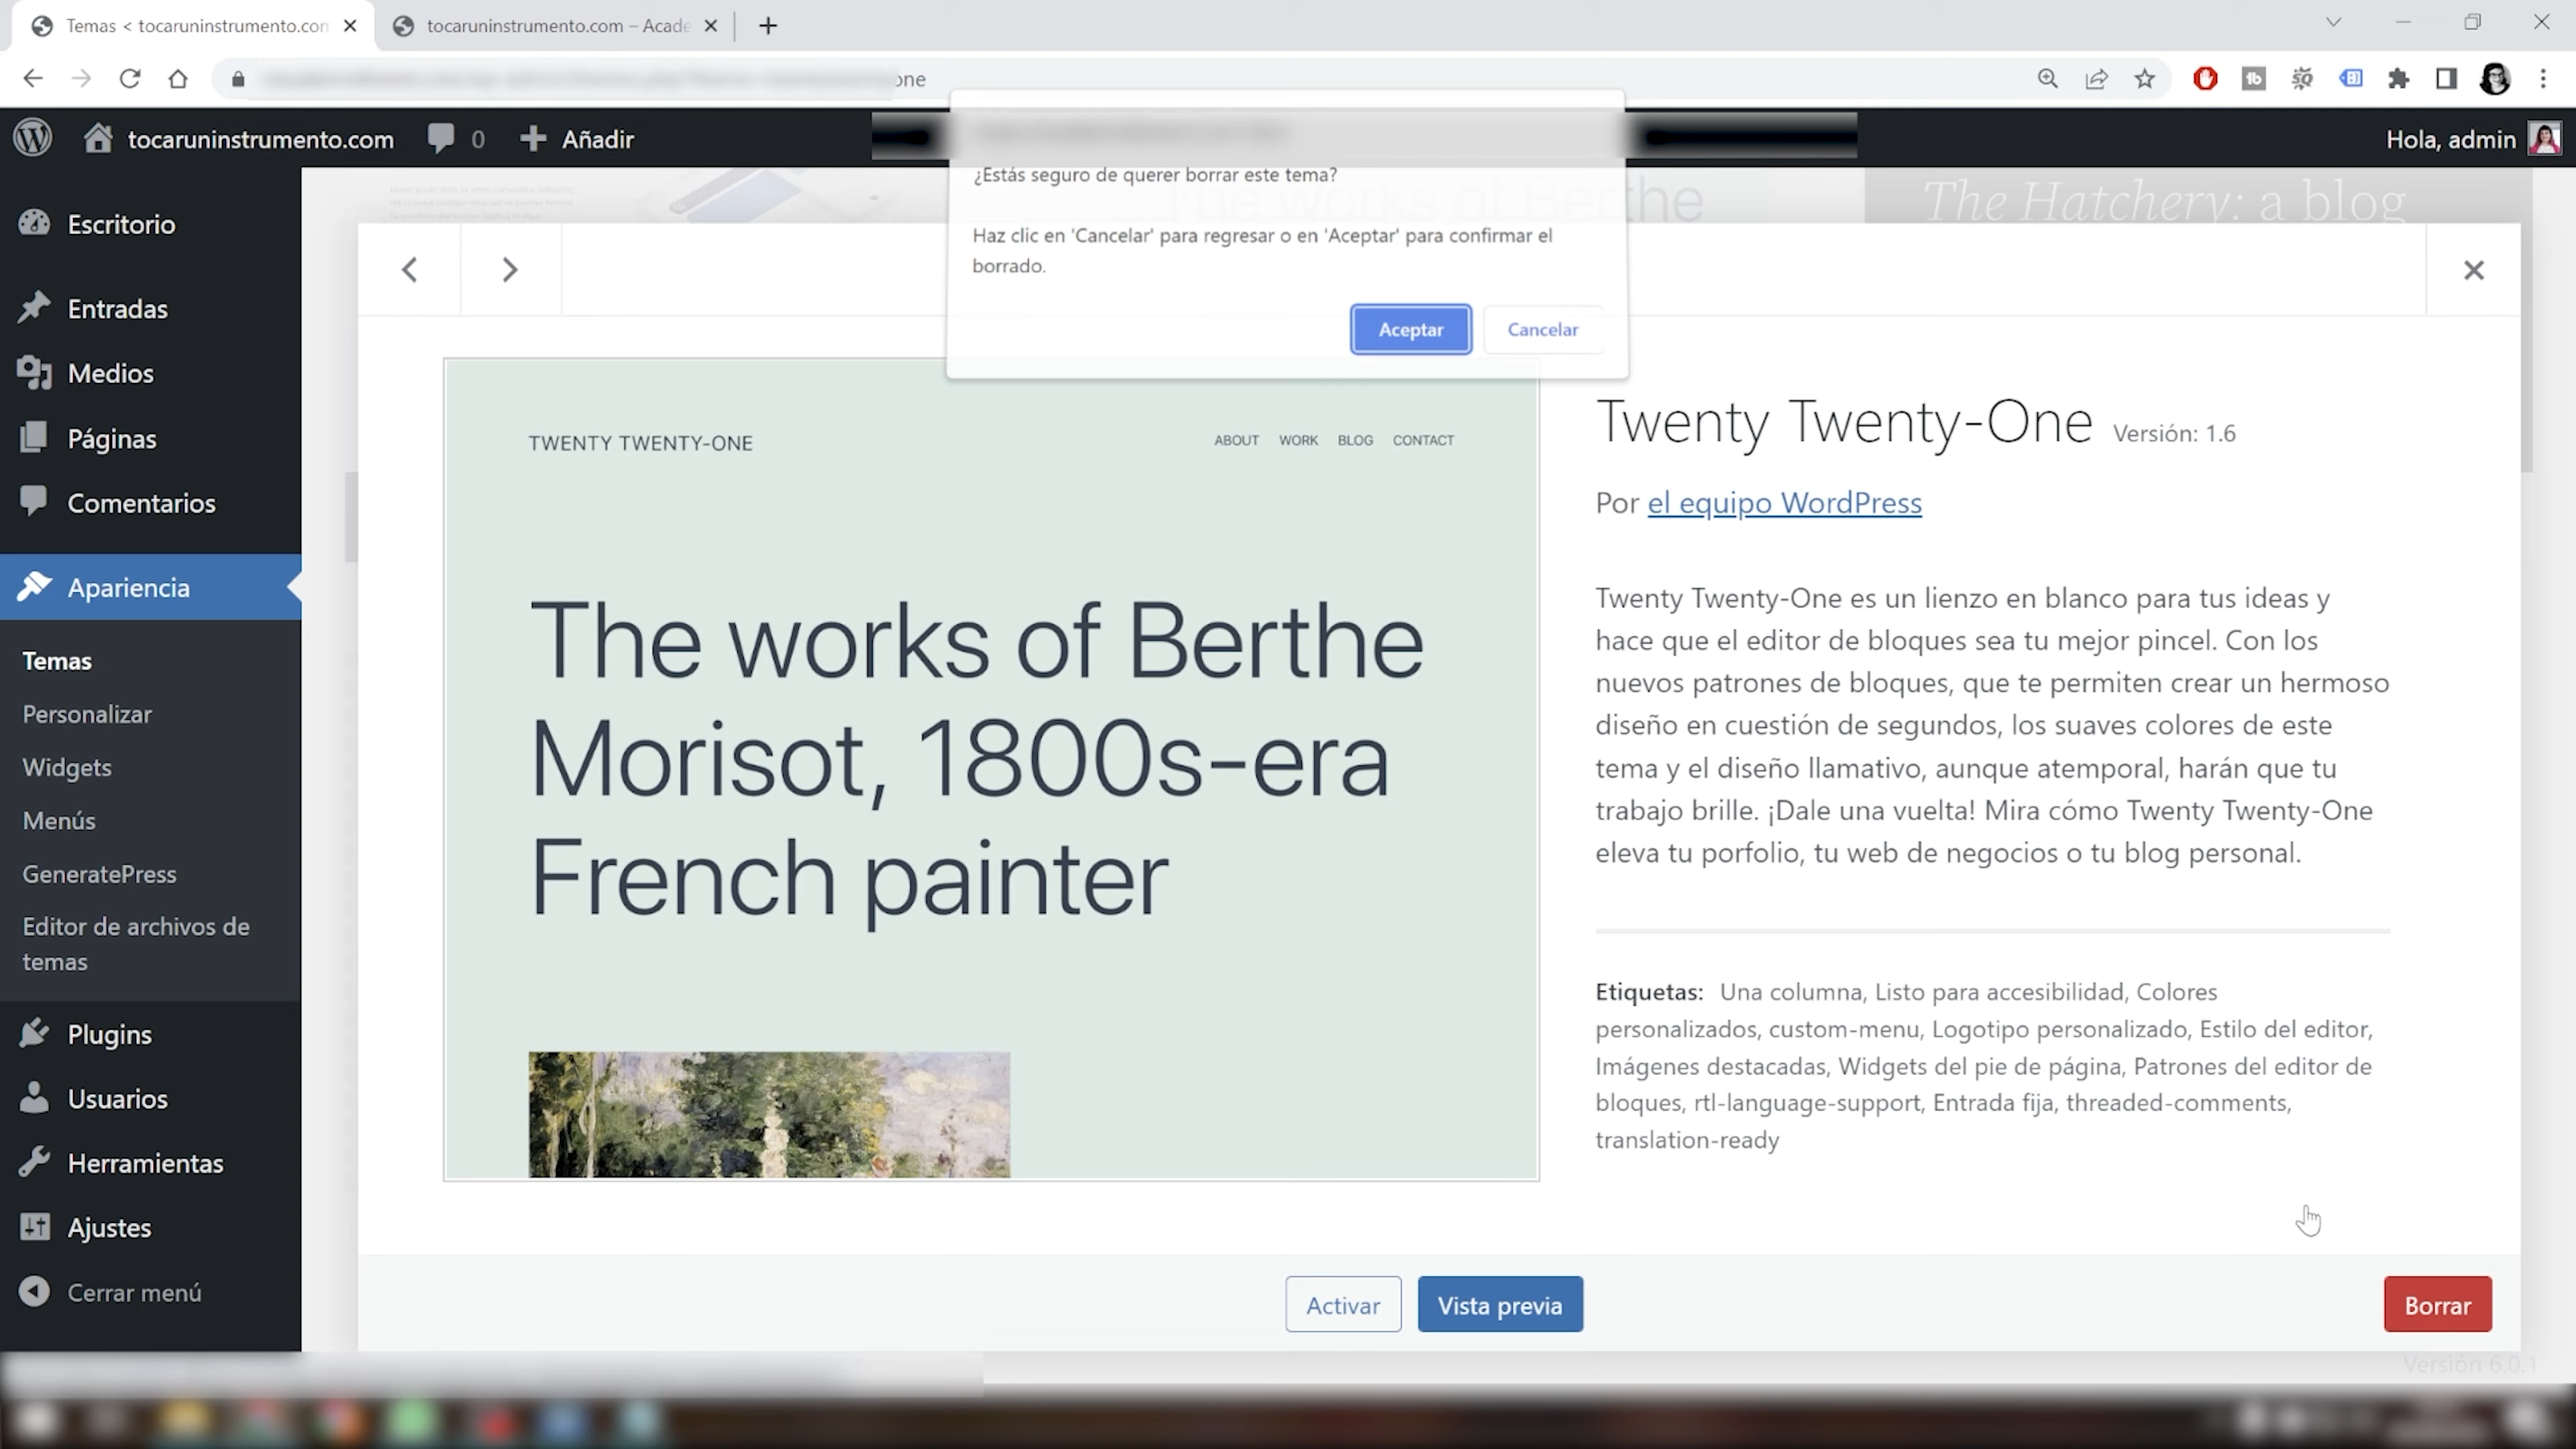 Temas < tocaruninstrumento.com
tocaruninstrumento.com – Acade
one
tocaruninstrumento.com
0
Añadir
Hola, admin
¿Estás seguro de querer borrar este tema?
Haz clic en 'Cancelar' para regresar o en 'Aceptar' para confirmar el
borrado.
Aceptar
Cancelar
The works of Berthe
The Hatchery: a blog
Escritorio
Entradas
Medios
Páginas
Comentarios
Apariencia
Temas
Personalizar
Widgets
Menús
GeneratePress
Editor de archivos de
temas
Plugins
Usuarios
Herramientas
Ajustes
Cerrar menú
TWENTY TWENTY-ONE
ABOUT WORK BLOG CONTACT
The works of Berthe
Morisot, 1800s-era
French painter
Twenty Twenty-One Versión: 1.6
Por el equipo WordPress
Twenty Twenty-One es un lienzo en blanco para tus ideas y
hace que el editor de bloques sea tu mejor pincel. Con los
nuevos patrones de bloques, que te permiten crear un hermoso
diseño en cuestión de segundos, los suaves colores de este
tema y el diseño llamativo, aunque atemporal, harán que tu
trabajo brille. ¡Dale una vuelta! Mira cómo Twenty Twenty-One
eleva tu porfolio, tu web de negocios o tu blog personal.
Etiquetas: Una columna, Listo para accesibilidad, Colores
personalizados, custom-menu, Logotipo personalizado, Estilo del editor,
Imágenes destacadas, Widgets del pie de página, Patrones del editor de
bloques, rtl-language-support, Entrada fija, threaded-comments,
translation-ready
Activar
Vista previa
Borrar
Versión 6.0.1